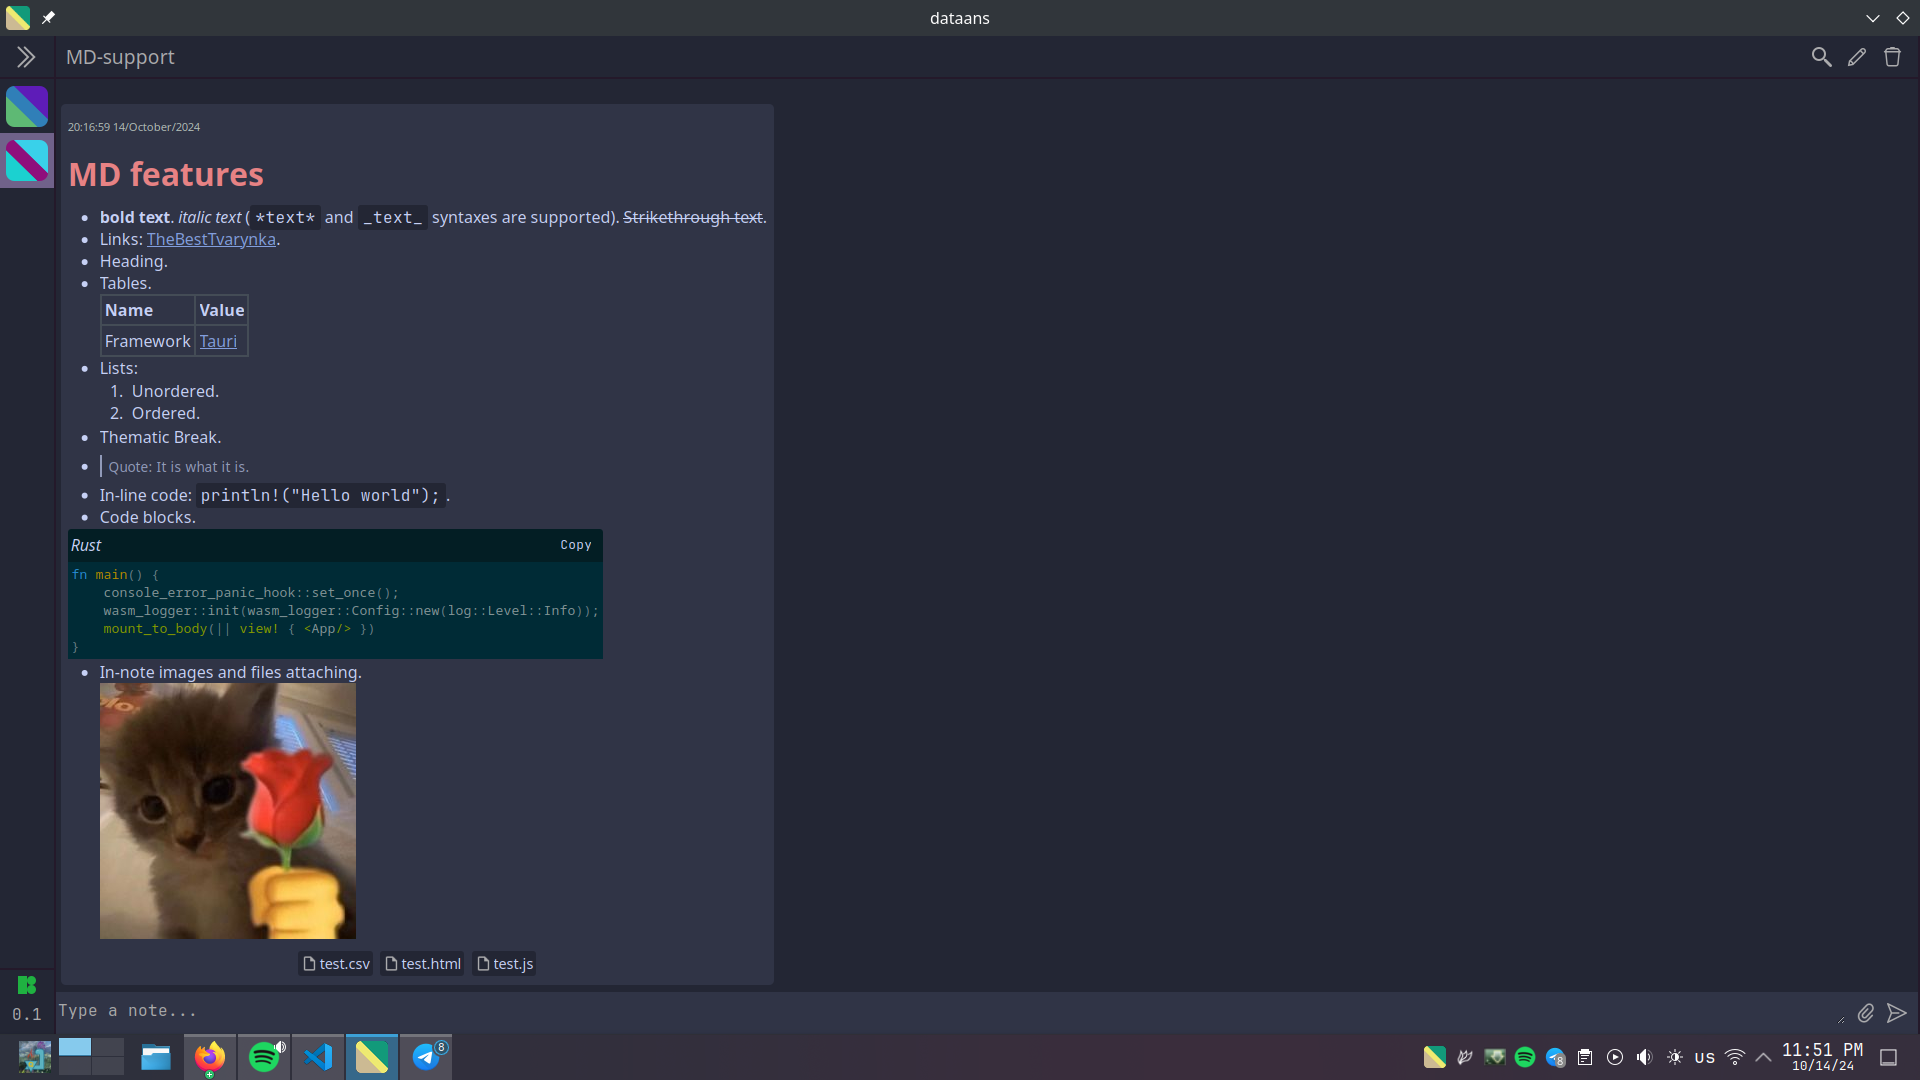 dataans
MD-support
20:16:59 14/October/2024
MD features
bold text. italic text ( *text* and _text_ syntaxes are supported). Strikethrough text.
Links: TheBestTvarynka.
Heading.
Tables.
Name Value
Framework Tauri
Lists:
1. Unordered.
2. Ordered.
Thematic Break.
Quote: It is what it is.
In-line code: println!("Hello world"); .
Code blocks.
Rust Copy
fn main() {
    console_error_panic_hook::set_once();
    wasm_logger::init(wasm_logger::Config::new(log::Level::Info));
    mount_to_body(|| view! { <App/> })
}
In-note images and files attaching.
test.csv test.html test.js
0.1
Type a note...
8
8
US
11:51 PM
10/14/24